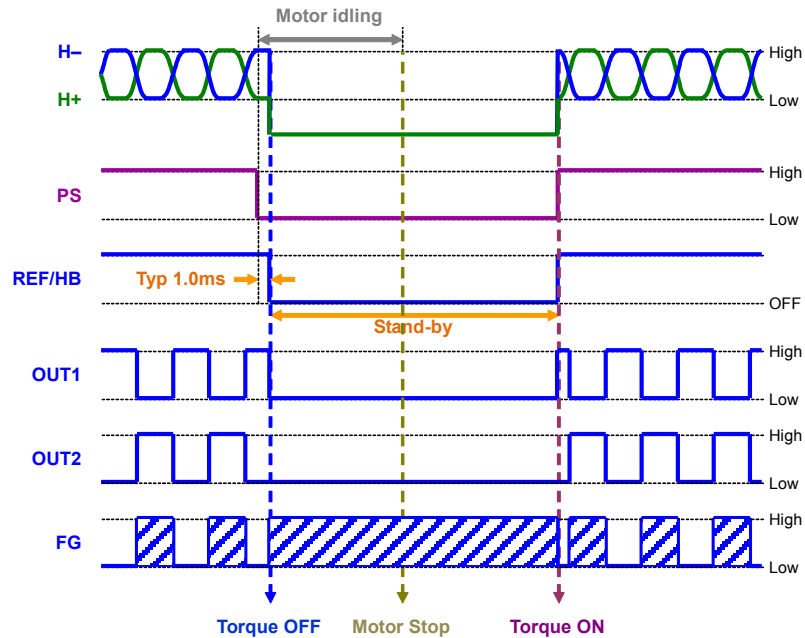 Motor idling
H–
High
H+
Low
PS
High
Low
REF/HB
Typ 1.0ms
OFF
Stand-by
OUT1
High
Low
OUT2
High
Low
FG
High
Low
Torque OFF
Motor Stop
Torque ON